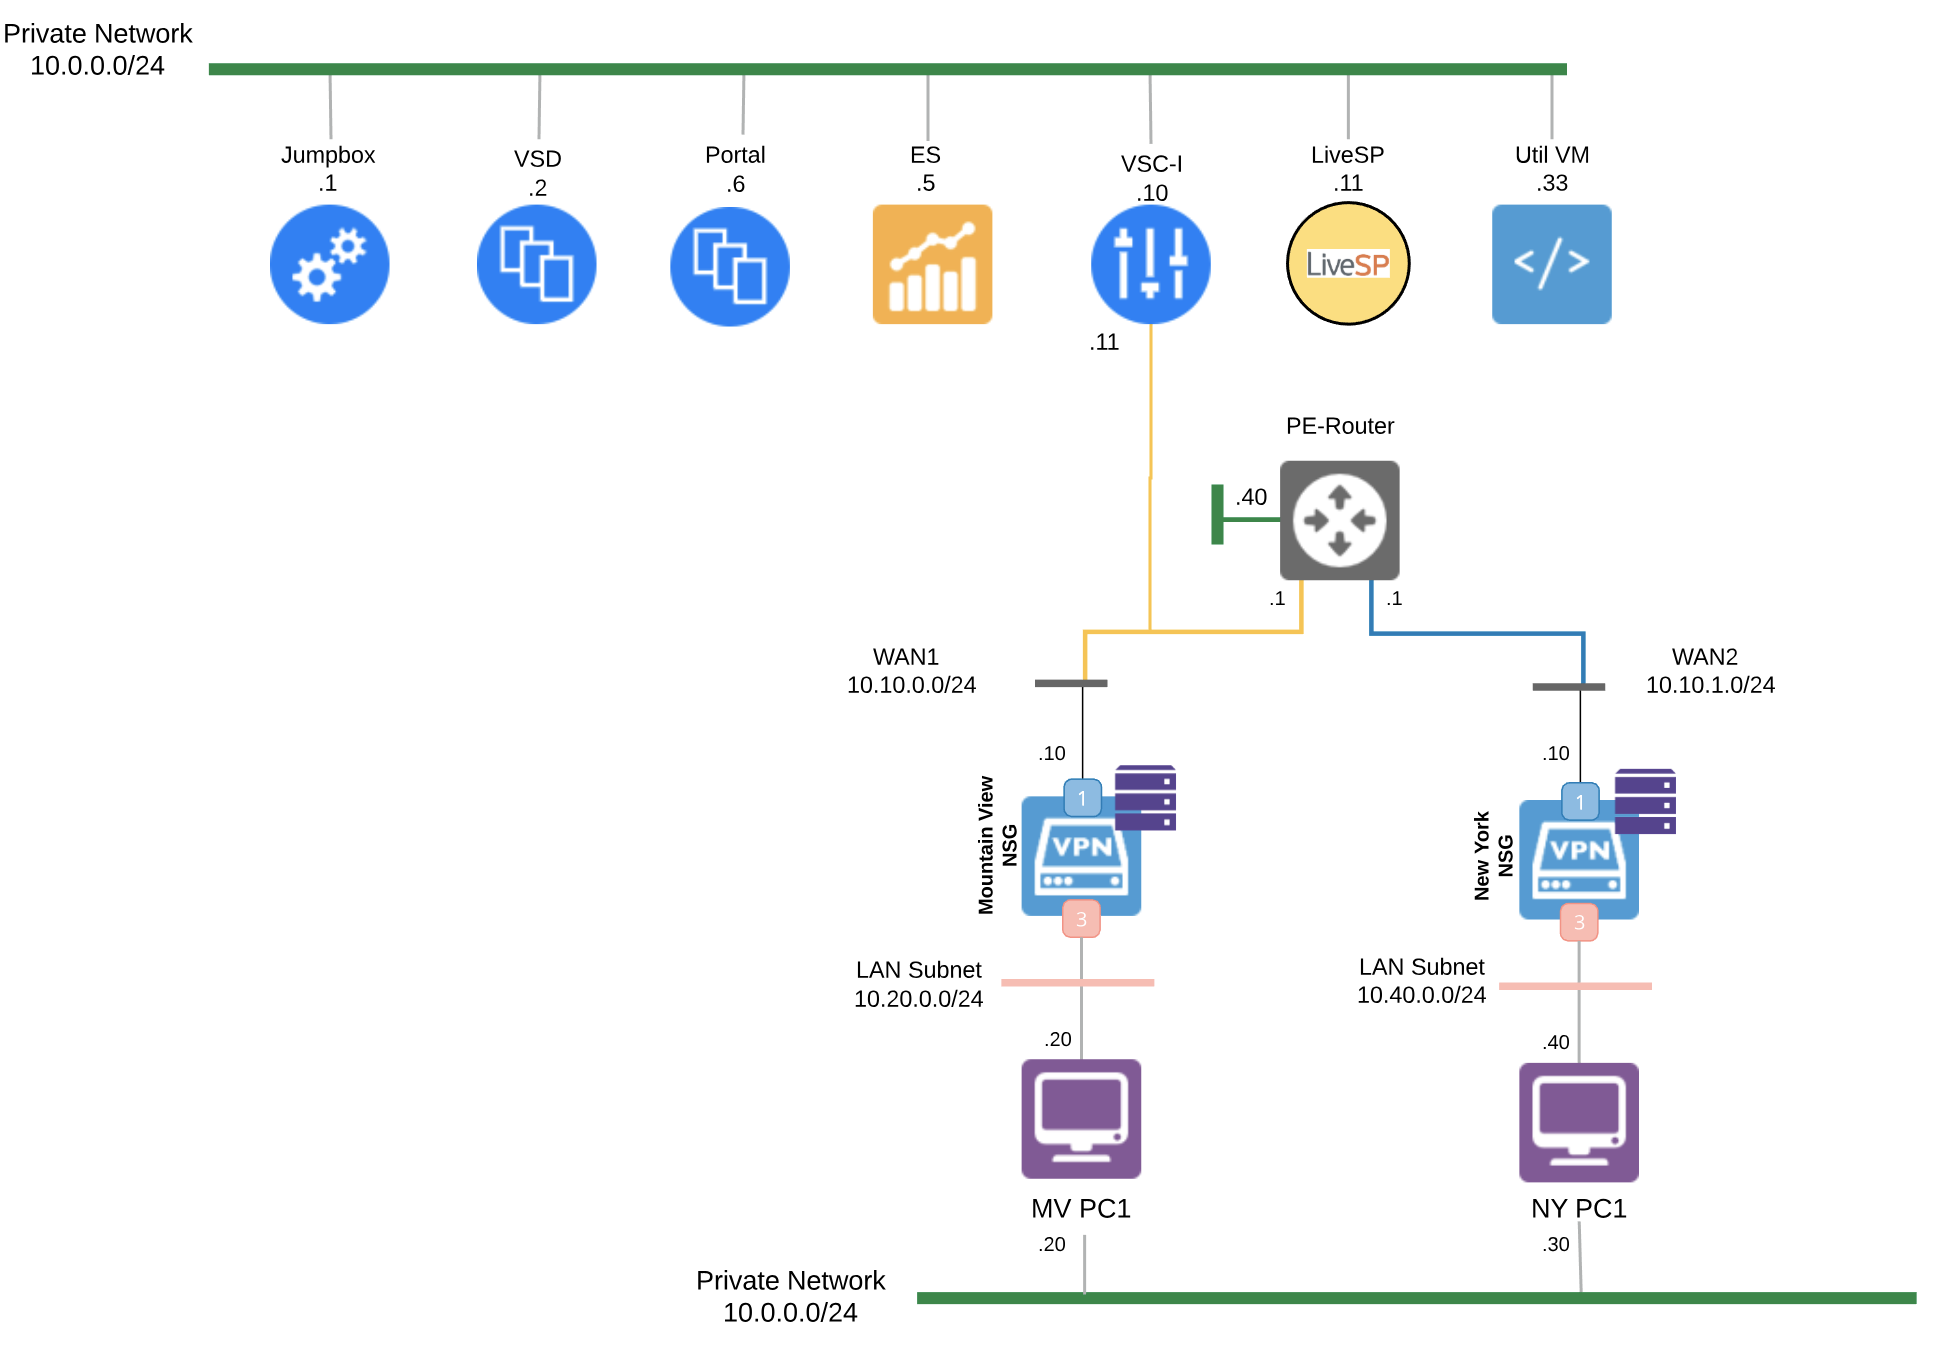 Private Network
10.0.0.0/24
Jumpbox
.1
VSD
.2
Portal
.6
ES
.5
VSC-I
.10
LiveSP
.11
Util VM
.33
LiveSP
</>
.11
PE-Router
.40
.1
.1
WAN1
10.10.0.0/24
WAN2
10.10.1.0/24
.10
.10
1
1
Mountain View
NSG
VPN
New York
NSG
VPN
3
3
LAN Subnet
10.20.0.0/24
LAN Subnet
10.40.0.0/24
.20
.40
MV PC1
NY PC1
.20
.30
Private Network
10.0.0.0/24